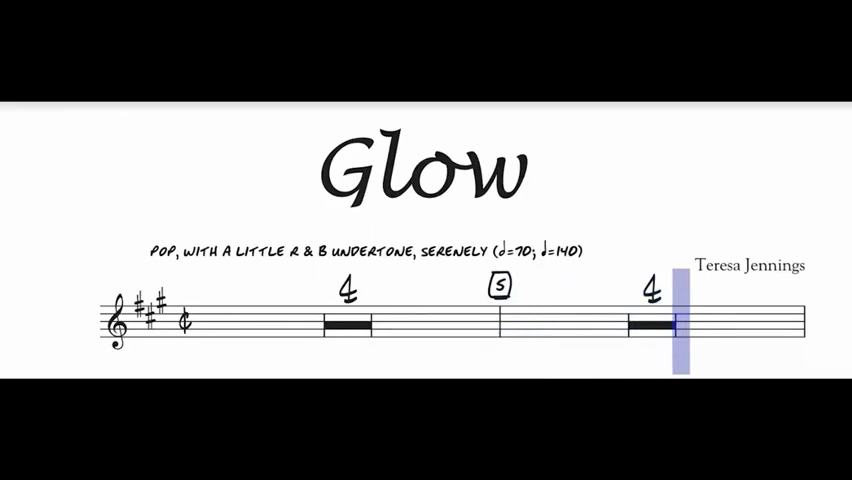 Glow
POP, WITH A LITTLE R & B UNDERTONE, SERENELY (𝅗𝅥=70; ♩=140)
Teresa Jennings
4 5 4